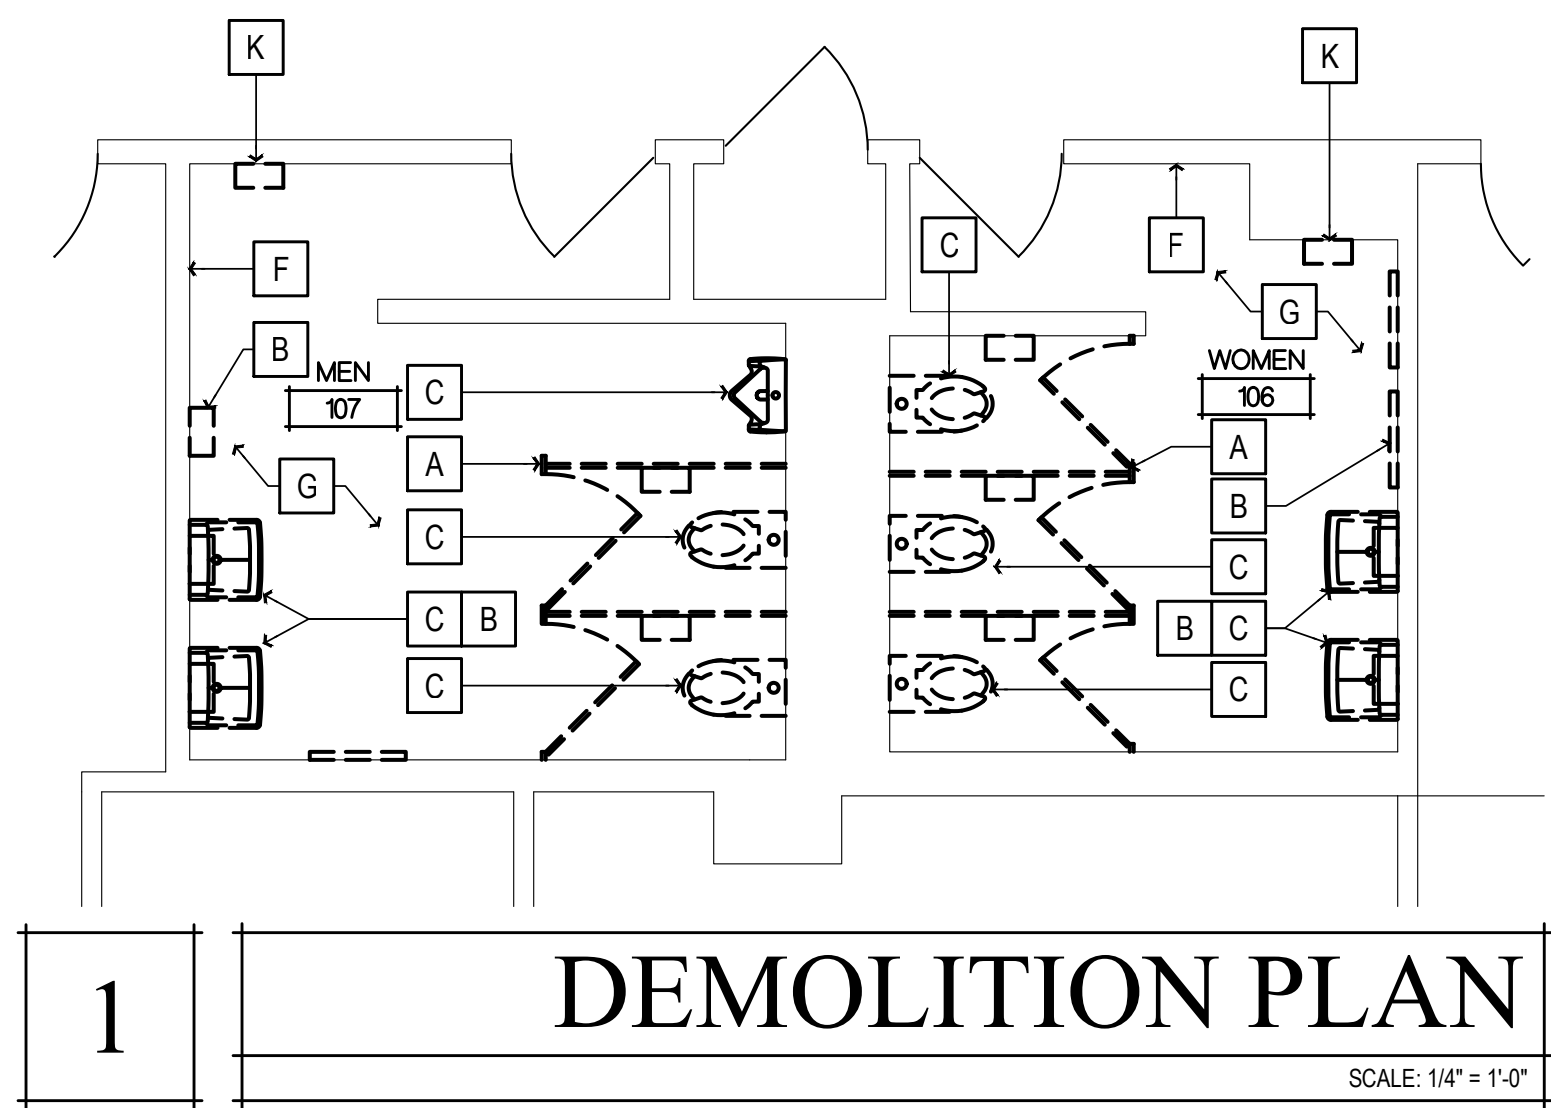 K
K
C
F
F
G
B
MEN
107
C
WOMEN
106
A
A
G
B
C
C
C B
B C
C
C
1
DEMOLITION PLAN
SCALE: 1/4" = 1'-0"